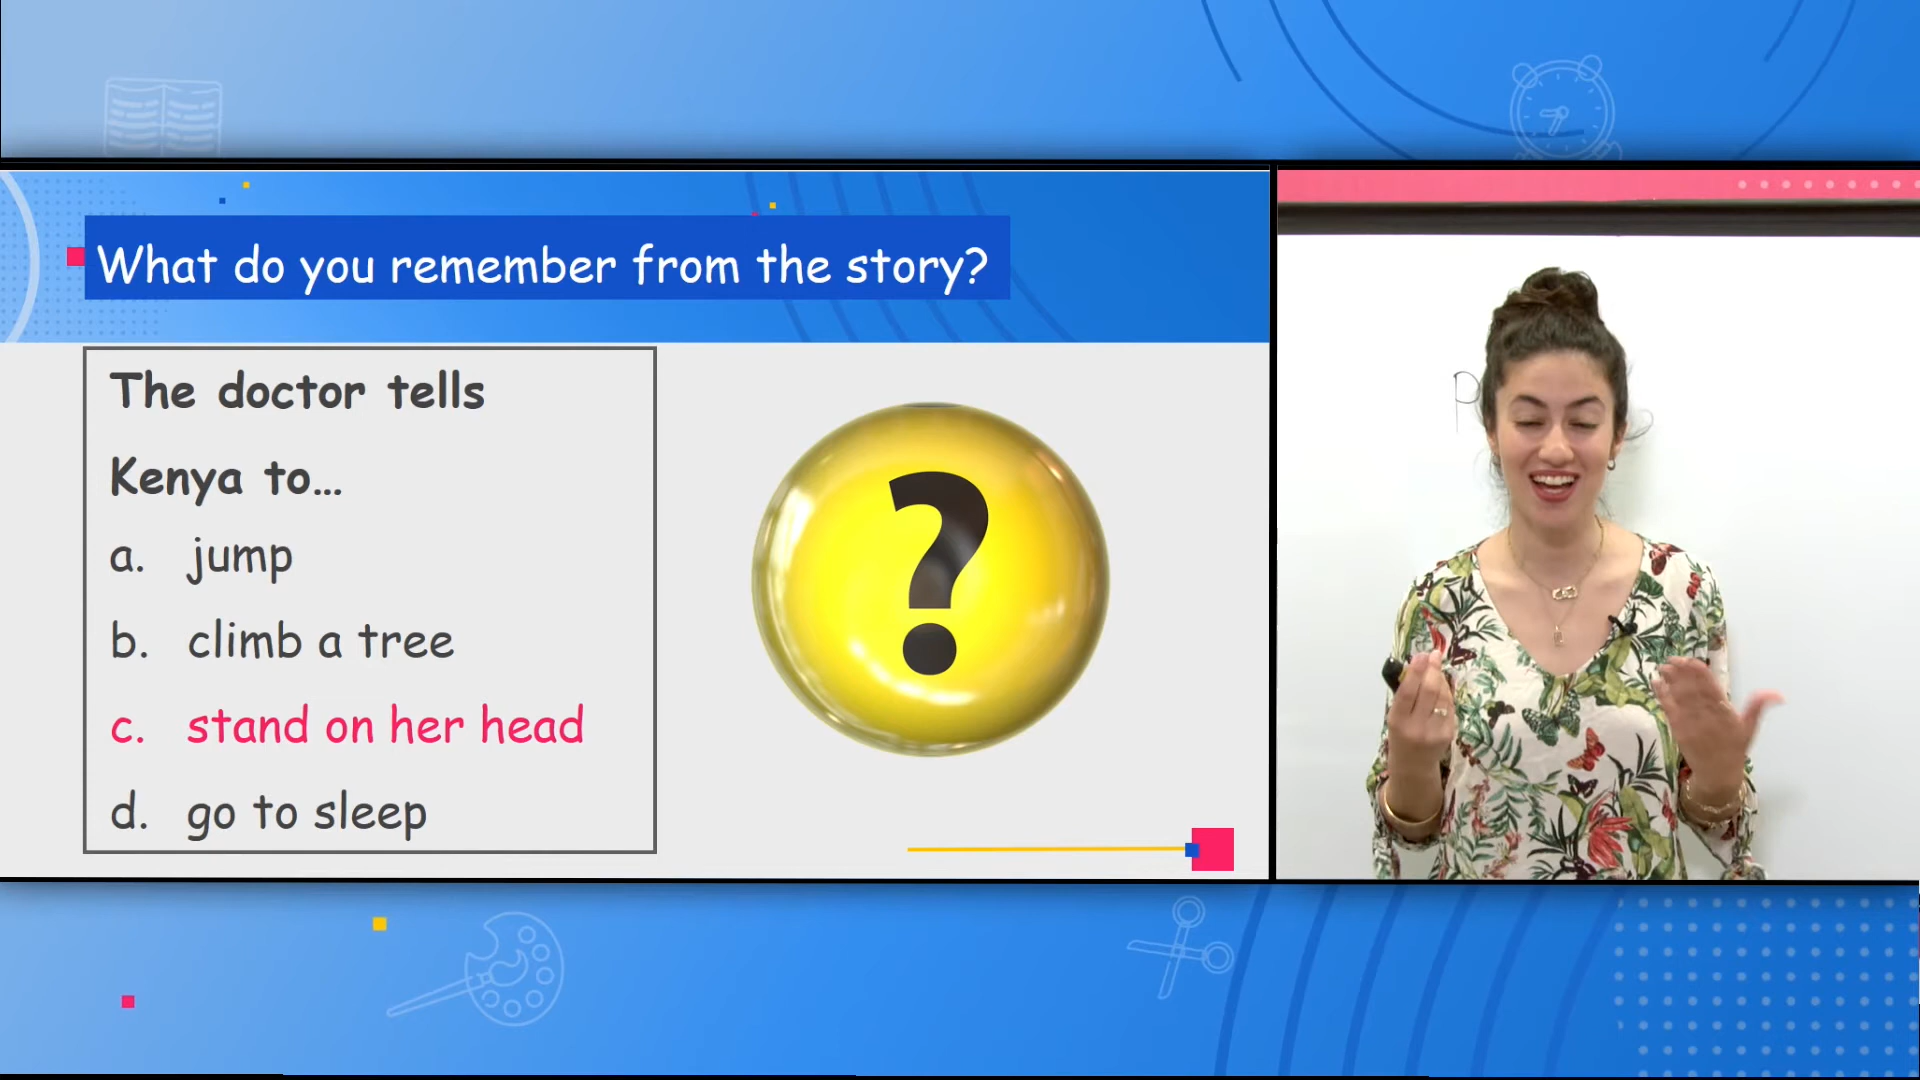 What do you remember from the story?
The doctor tells
Kenya to...
a. jump
b. climb a tree
c. stand on her head
d. go to sleep
?
P